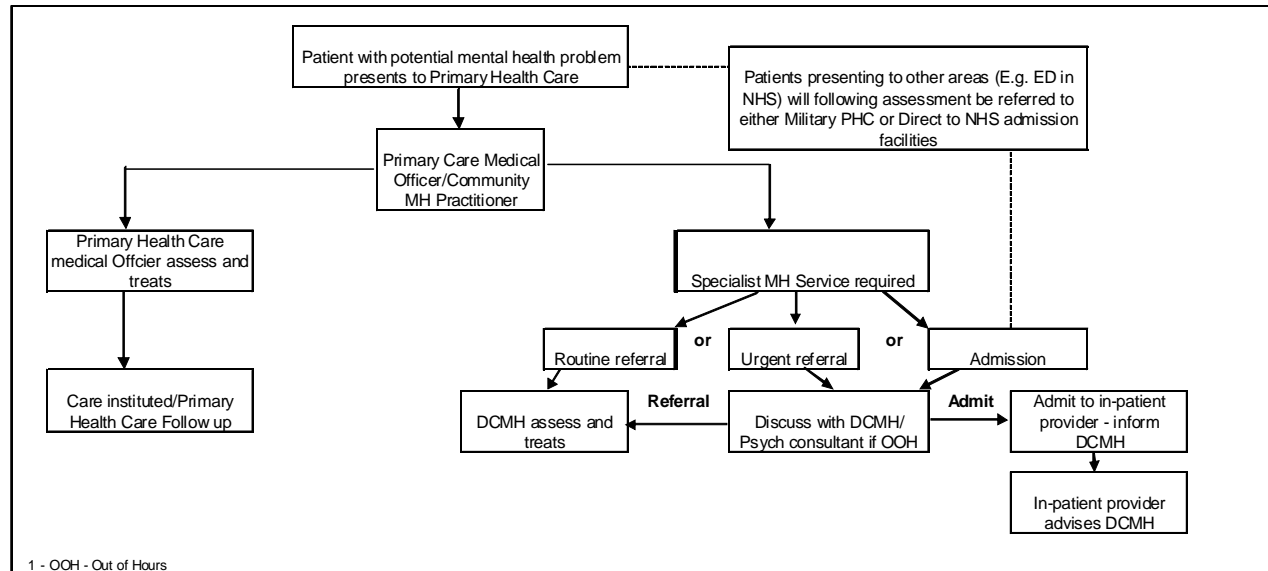 Patient with potential mental health problem
presents to Primary Health Care
Patients presenting to other areas (E.g. ED in
NHS) will following assessment be referred to
either Military PHC or Direct to NHS admission
facilities
Primary Care Medical
Officer/Community
MH Practitioner
Primary Health Care
medical Offcier assess and
treats
Specialist MH Service required
Routine referral
or
Urgent referral
or
Admission
Care instituted/Primary
Health Care Follow up
DCMH assess and
treats
Referral
Discuss with DCMH/
Psych consultant if OOH
Admit
Admit to in-patient
provider - inform
DCMH
In-patient provider
advises DCMH
1 - OOH - Out of Hours